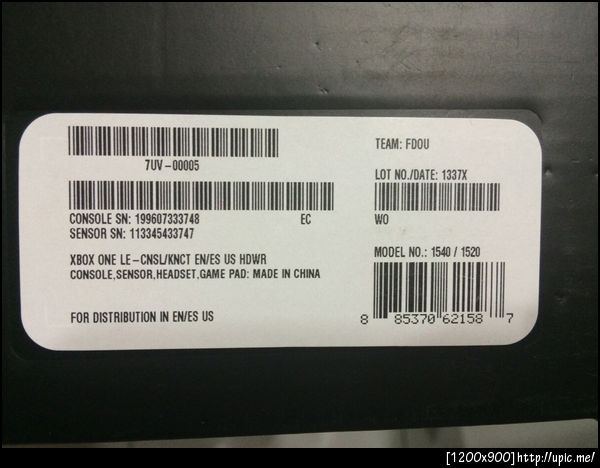 7UV-00005
CONSOLE SN: 199607333748 EC
SENSOR SN: 113345433747
XBOX ONE LE-CNSL/KNCT EN/ES US HDWR
CONSOLE,SENSOR,HEADSET,GAME PAD: MADE IN CHINA
FOR DISTRIBUTION IN EN/ES US
TEAM: FDOU
LOT NO./DATE: 1337X
WO
MODEL NO.: 1540 / 1520
8 85370 62158 7
[1200x900]http://upic.me/